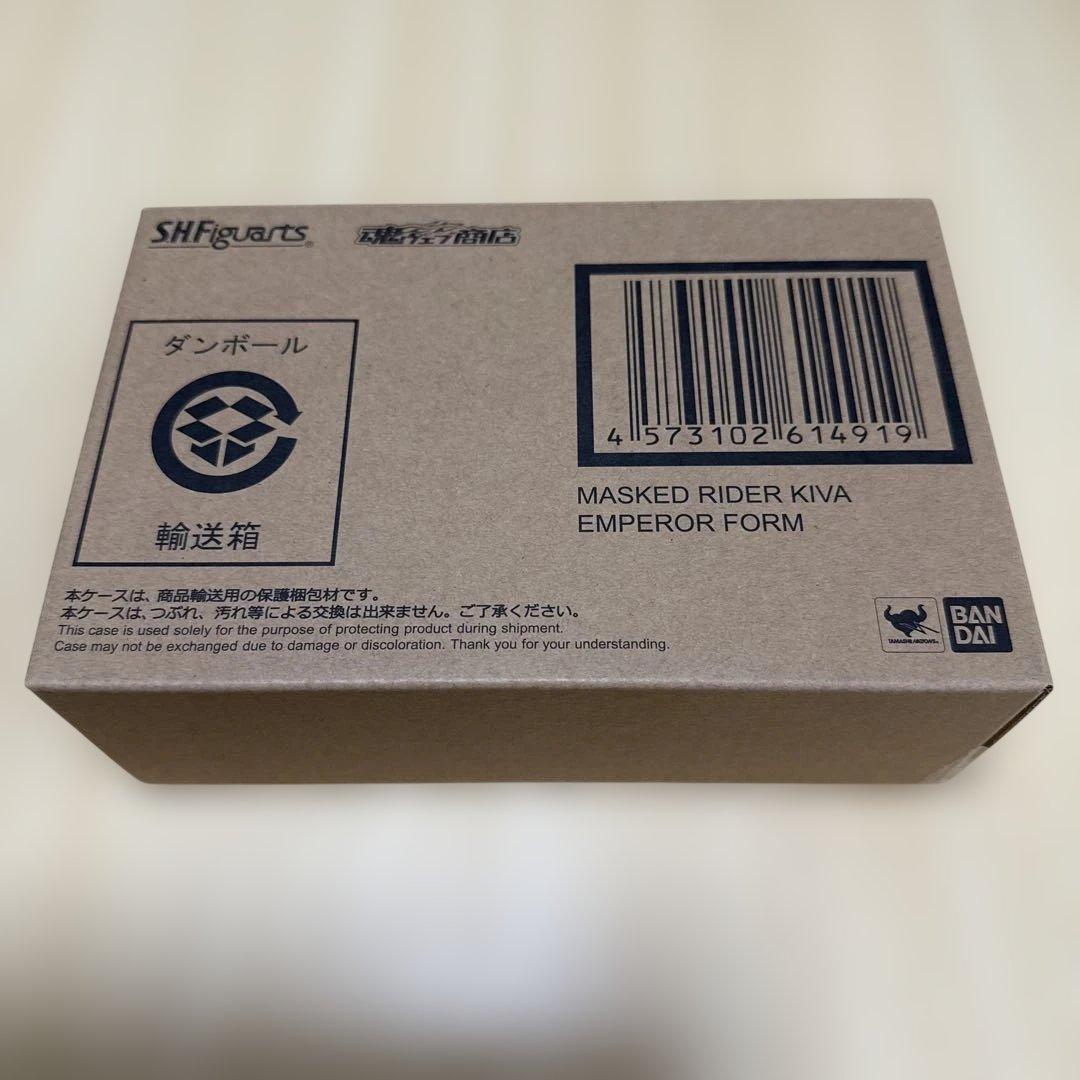 S.H.Figuarts®
魂ウェブ商店
ダンボール
輸送箱
4 573102 614919
MASKED RIDER KIVA
EMPEROR FORM
本ケースは、商品輸送用の保護梱包材です。
本ケースは、つぶれ、汚れ等による交換は出来ません。ご了承ください。
This case is used solely for the purpose of protecting product during shipment.
Case may not be exchanged due to damage or discoloration. Thank you for your understanding.
TAMASHII NATIONS
BAN
DAI